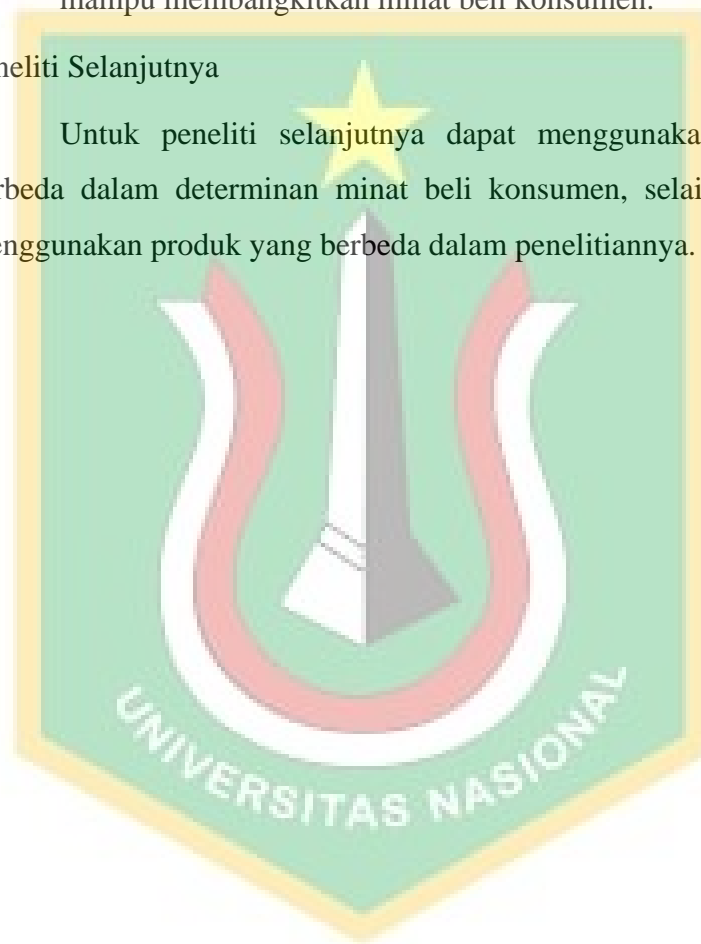 mampu membangkitkan minat beli konsumen.
neliti Selanjutnya
Untuk peneliti selanjutnya dapat menggunaka
rbeda dalam determinan minat beli konsumen, selai
enggunakan produk yang berbeda dalam penelitiannya.
UNIVERSITAS NASIONAL